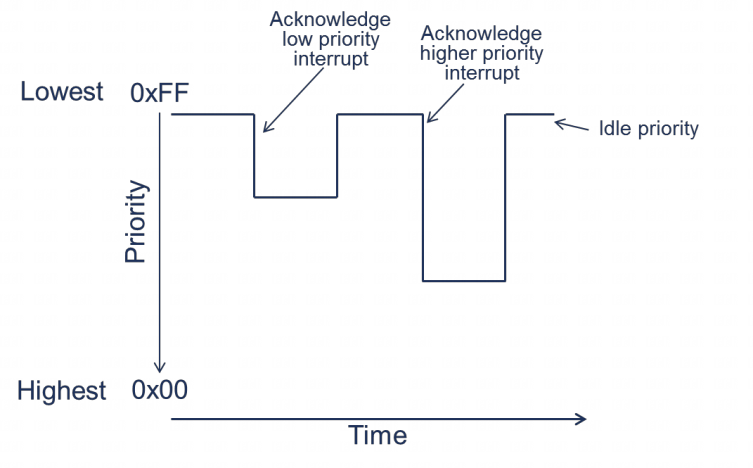 Acknowledge
low priority
interrupt
Acknowledge
higher priority
interrupt
Lowest 0xFF
Idle priority
Priority
Highest 0x00
Time